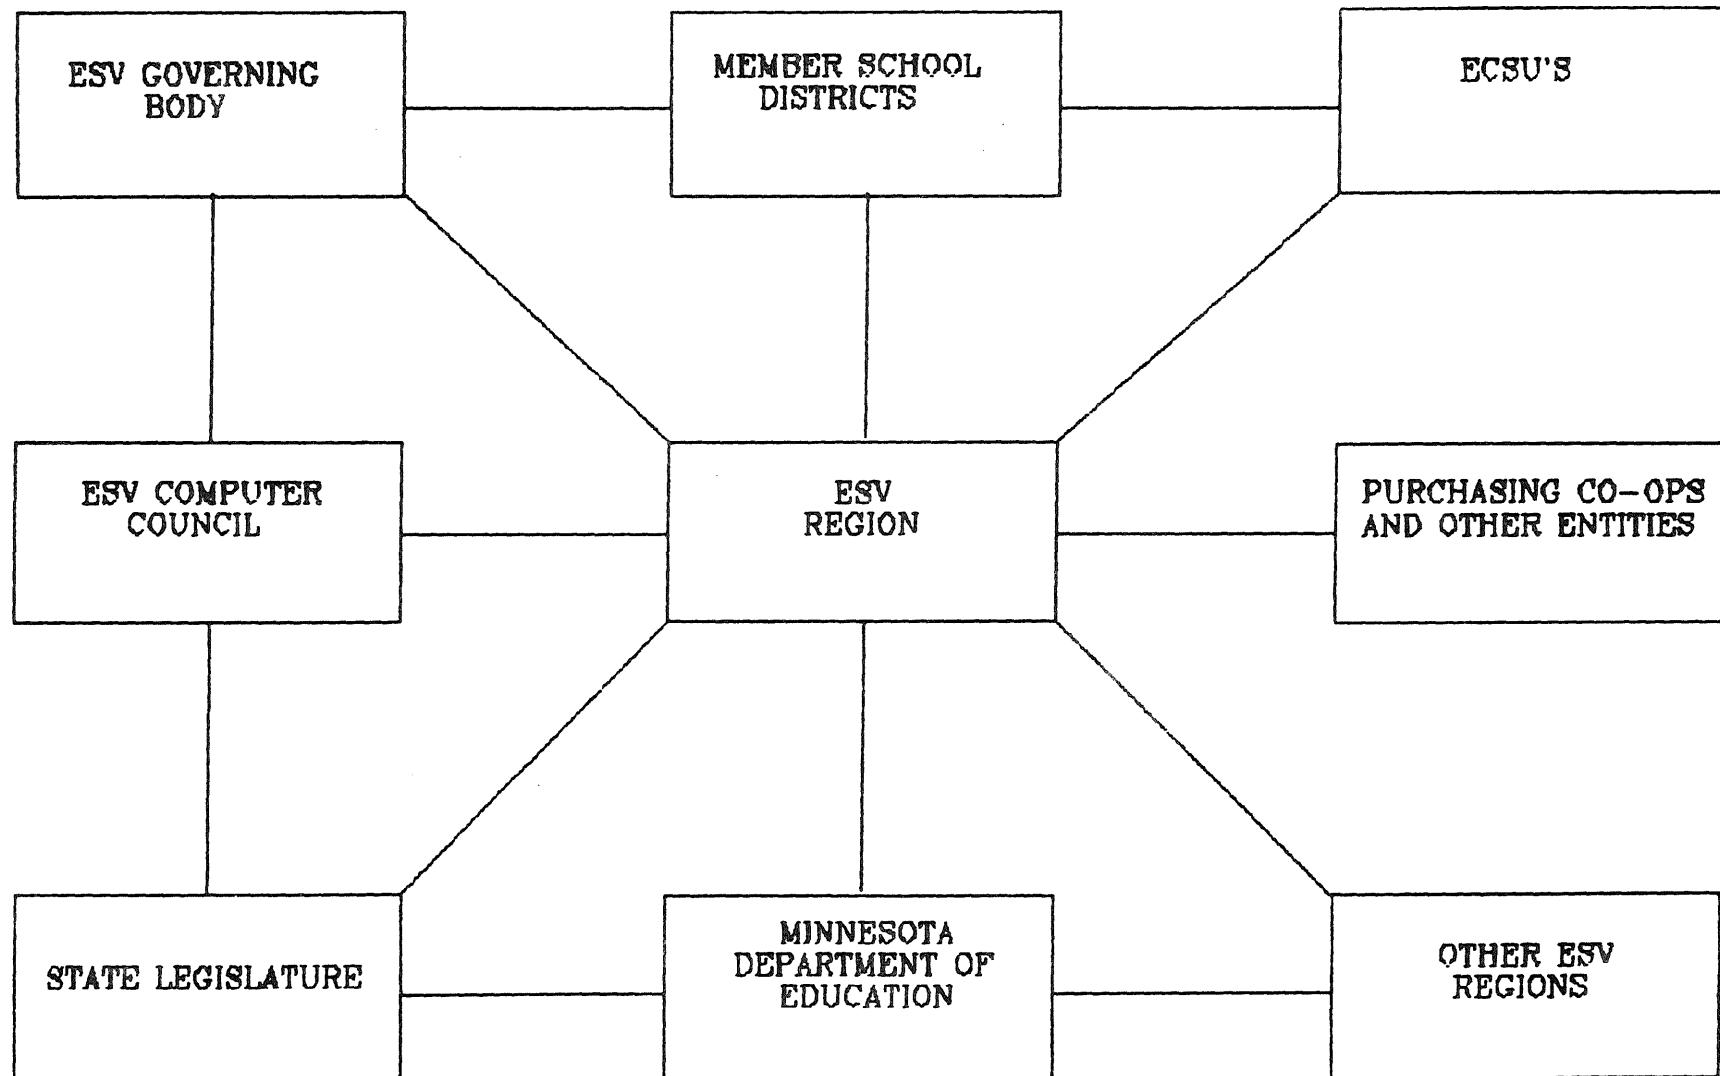 ESV GOVERNING
BODY
MEMBER SCHOOL
DISTRICTS
ECSU'S
ESV COMPUTER
COUNCIL
ESV
REGION
PURCHASING CO-OPS
AND OTHER ENTITIES
STATE LEGISLATURE
MINNESOTA
DEPARTMENT OF
EDUCATION
OTHER ESV
REGIONS